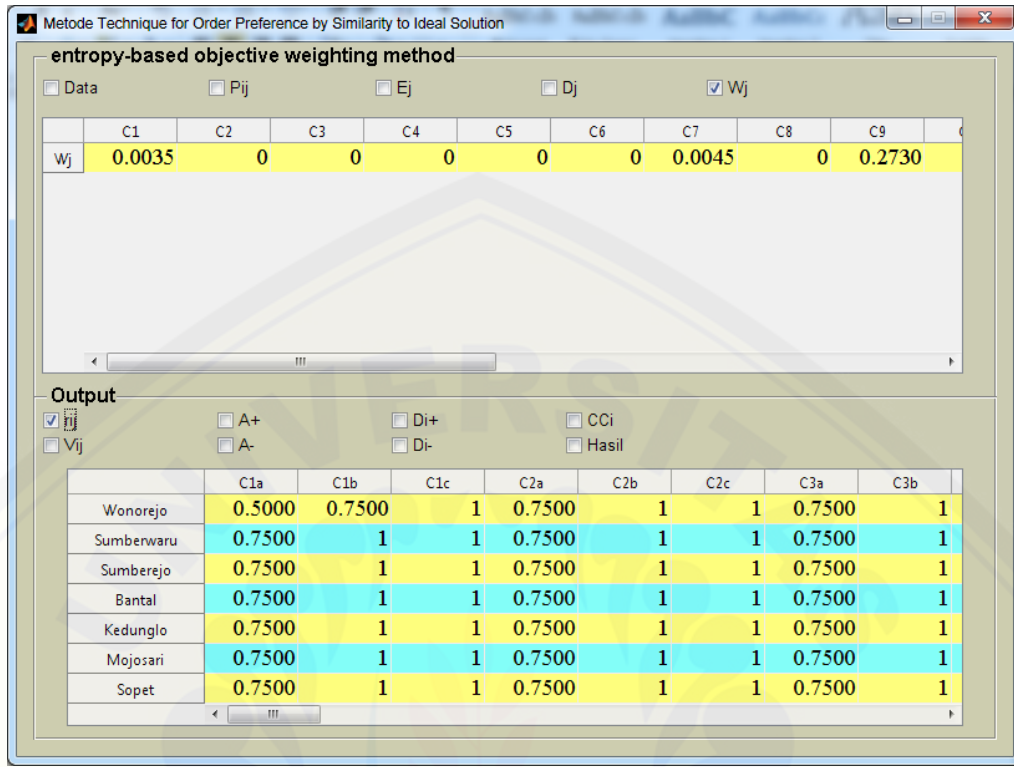 Metode Technique for Order Preference by Similarity to Ideal Solution
entropy-based objective weighting method
Data Pij Ej Dj Wj
C1 C2 C3 C4 C5 C6 C7 C8 C9
Wj 0.0035 0 0 0 0 0 0.0045 0 0.2730
Output
rij A+ Di+ CCi
Vij A- Di- Hasil
C1a C1b C1c C2a C2b C2c C3a C3b
Wonorejo 0.5000 0.7500 1 0.7500 1 1 0.7500 1
Sumberwaru 0.7500 1 1 0.7500 1 1 0.7500 1
Sumberejo 0.7500 1 1 0.7500 1 1 0.7500 1
Bantal 0.7500 1 1 0.7500 1 1 0.7500 1
Kedunglo 0.7500 1 1 0.7500 1 1 0.7500 1
Mojosari 0.7500 1 1 0.7500 1 1 0.7500 1
Sopet 0.7500 1 1 0.7500 1 1 0.7500 1